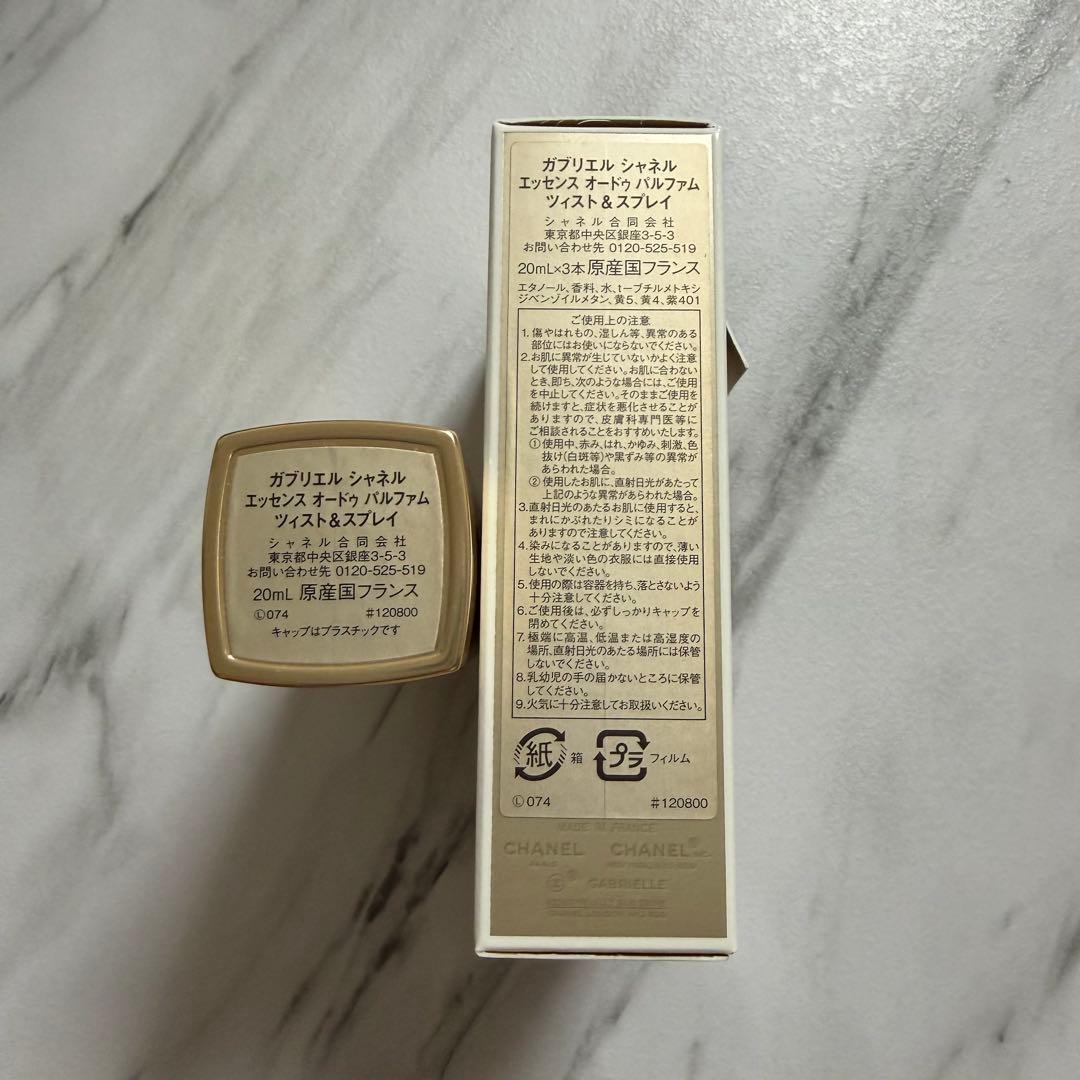 ガブリエル シャネル
エッセンス オードゥ パルファム
ツィスト&スプレイ
シャネル合同会社
東京都中央区銀座3-5-3
お問い合わせ先 0120-525-519
20mL 原産国フランス
Ⓛ074 #120800
キャップはプラスチックです
ガブリエル シャネル
エッセンス オードゥ パルファム
ツィスト&スプレイ
シャネル合同会社
東京都中央区銀座3-5-3
お問い合わせ先 0120-525-519
20mL×3本 原産国フランス
エタノール、香料、水、t-ブチルメトキシ
ジベンゾイルメタン、黄5、黄4、紫401
ご使用上の注意
1.傷やはれもの、湿しん等、異常のある
部位にはお使いにならないでください。
2.お肌に異常が生じていないかよく注意
して使用してください。お肌に合わない
とき、即ち、次のような場合には、ご使用
を中止してください。そのままご使用を
続けますと、症状を悪化させることが
ありますので、皮膚科専門医等に
ご相談されることをおすすめいたします。
①使用中、赤み、はれ、かゆみ、刺激、色
抜け(白斑等)や黒ずみ等の異常が
あらわれた場合。
②使用したお肌に、直射日光があたって
上記のような異常があらわれた場合。
3.直射日光のあたるお肌に使用すると、
まれにかぶれたりシミになることが
ありますので注意してください。
4.染みになることがありますので、薄い
生地や淡い色の衣服には直接使用
しないでください。
5.使用の際は容器を持ち、落とさないよう
十分注意してください。
6.ご使用後は、必ずしっかりキャップを
閉めてください。
7.極端に高温、低温または高湿度の
場所、直射日光のあたる場所には保管
しないでください。
8.乳幼児の手の届かないところに保管
してください。
9.火気に十分注意してお取扱いください。
紙 箱 プラ フィルム
Ⓛ074 #120800
MADE IN FRANCE
CHANEL CHANEL INC.
PARIS
GABRIELLE